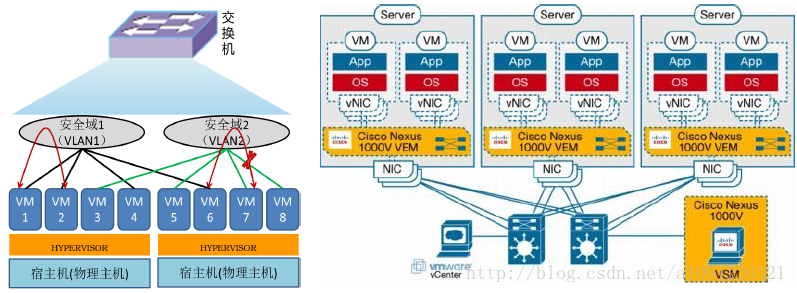 交
换
机
安全域1
（VLAN1）
安全域2
（VLAN2）
VM
1
VM
2
VM
3
VM
4
VM
5
VM
6
VM
7
VM
8
HYPERVISOR
HYPERVISOR
宿主机(物理主机)
宿主机(物理主机)
Server
Server
Server
VM
VM
VM
VM
VM
VM
App
App
App
App
App
App
OS
OS
OS
OS
OS
OS
vNIC
vNIC
vNIC
vNIC
vNIC
vNIC
CISCO
Cisco Nexus
1000V VEM
CISCO
Cisco Nexus
1000V VEM
CISCO
Cisco Nexus
1000V VEM
NIC
NIC
NIC
Cisco Nexus
1000V
vmware
vCenter
VSM